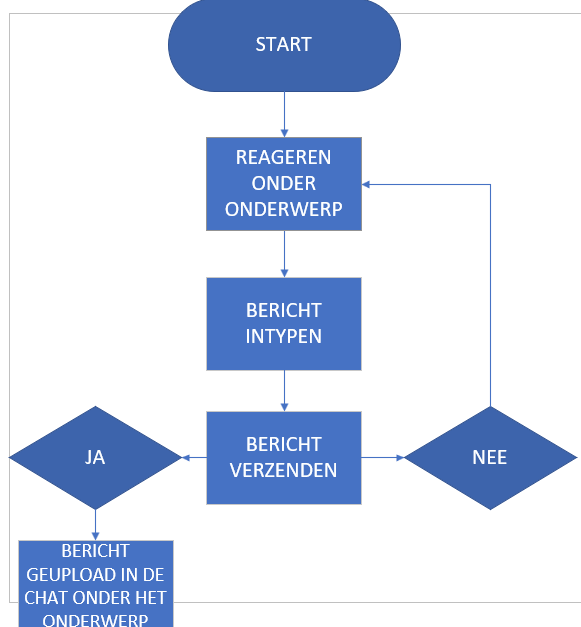 START
REAGEREN
ONDER
ONDERWERP
BERICHT
INTYPEN
JA
BERICHT
VERZENDEN
NEE
BERICHT
GEUPLOAD IN DE
CHAT ONDER HET
ONDERWERP